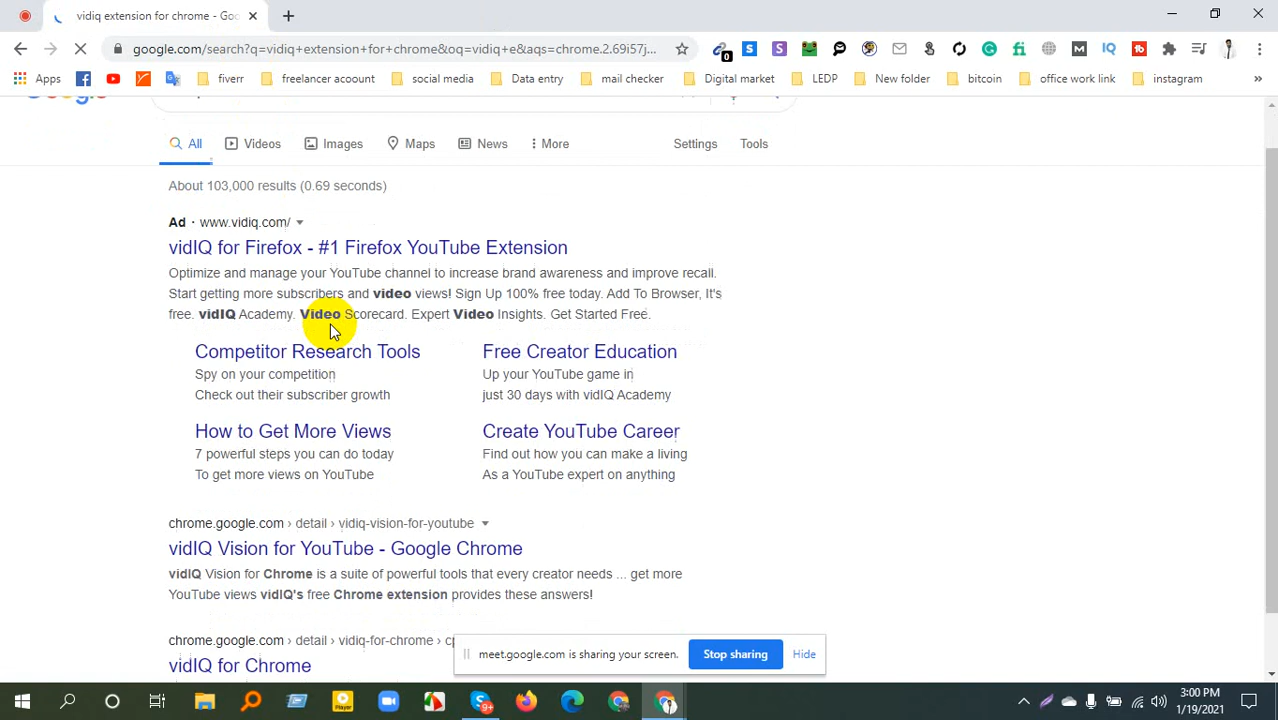 vidiq extension for chrome - Goo
google.com/search?q=vidiq+extension+for+chrome&oq=vidiq+e&aqs=chrome.2.69i57j...
0
Apps
fiverr
freelancer acoount
social media
Data entry
mail checker
Digital market
LEDP
New folder
bitcoin
office work link
instagram
All
Videos
Images
Maps
News
More
Settings
Tools
About 103,000 results (0.69 seconds)
Ad · www.vidiq.com/
vidIQ for Firefox - #1 Firefox YouTube Extension
Optimize and manage your YouTube channel to increase brand awareness and improve recall.
Start getting more subscribers and video views! Sign Up 100% free today. Add To Browser, It's
free. vidIQ Academy. Video Scorecard. Expert Video Insights. Get Started Free.
Competitor Research Tools
Spy on your competition
Check out their subscriber growth
Free Creator Education
Up your YouTube game in
just 30 days with vidIQ Academy
How to Get More Views
7 powerful steps you can do today
To get more views on YouTube
Create YouTube Career
Find out how you can make a living
As a YouTube expert on anything
chrome.google.com › detail › vidiq-vision-for-youtube
vidIQ Vision for YouTube - Google Chrome
vidIQ Vision for Chrome is a suite of powerful tools that every creator needs ... get more
YouTube views vidIQ's free Chrome extension provides these answers!
chrome.google.com › detail › vidiq-for-chrome › cp
vidIQ for Chrome
meet.google.com is sharing your screen.
Stop sharing
Hide
Player
9+
3:00 PM
1/19/2021